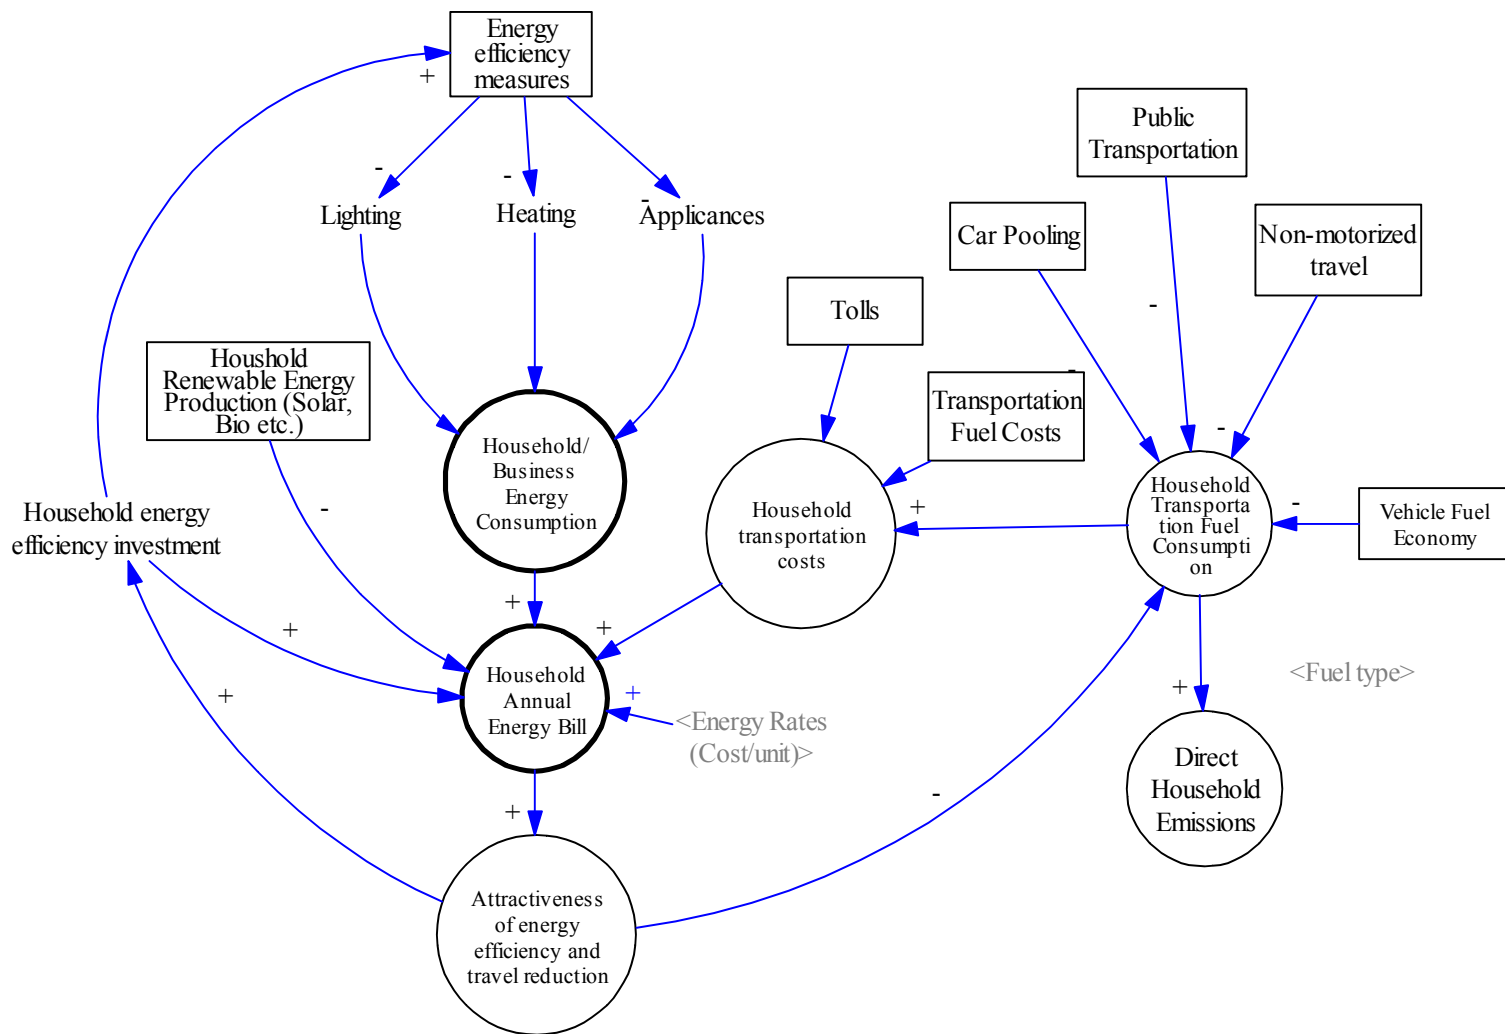 Energy
efficiency
measures
+
-
-
-
Lighting
Heating
Applicances
Public
Transportation
Car Pooling
Non-motorized
travel
-
Tolls
Houshold
Renewable Energy
Production (Solar,
Bio etc.)
-
Transportation
Fuel Costs
-
Household/
Business
Energy
Consumption
Household energy
efficiency investment
-
Household
transportation
costs
+
Household
Transporta
tion Fuel
Consumpti
on
-
Vehicle Fuel
Economy
+
+
+
Household
Annual
Energy Bill
+
<Energy Rates
(Cost/unit)>
<Fuel type>
+
+
+
-
Direct
Household
Emissions
Attractiveness
of energy
efficiency and
travel reduction